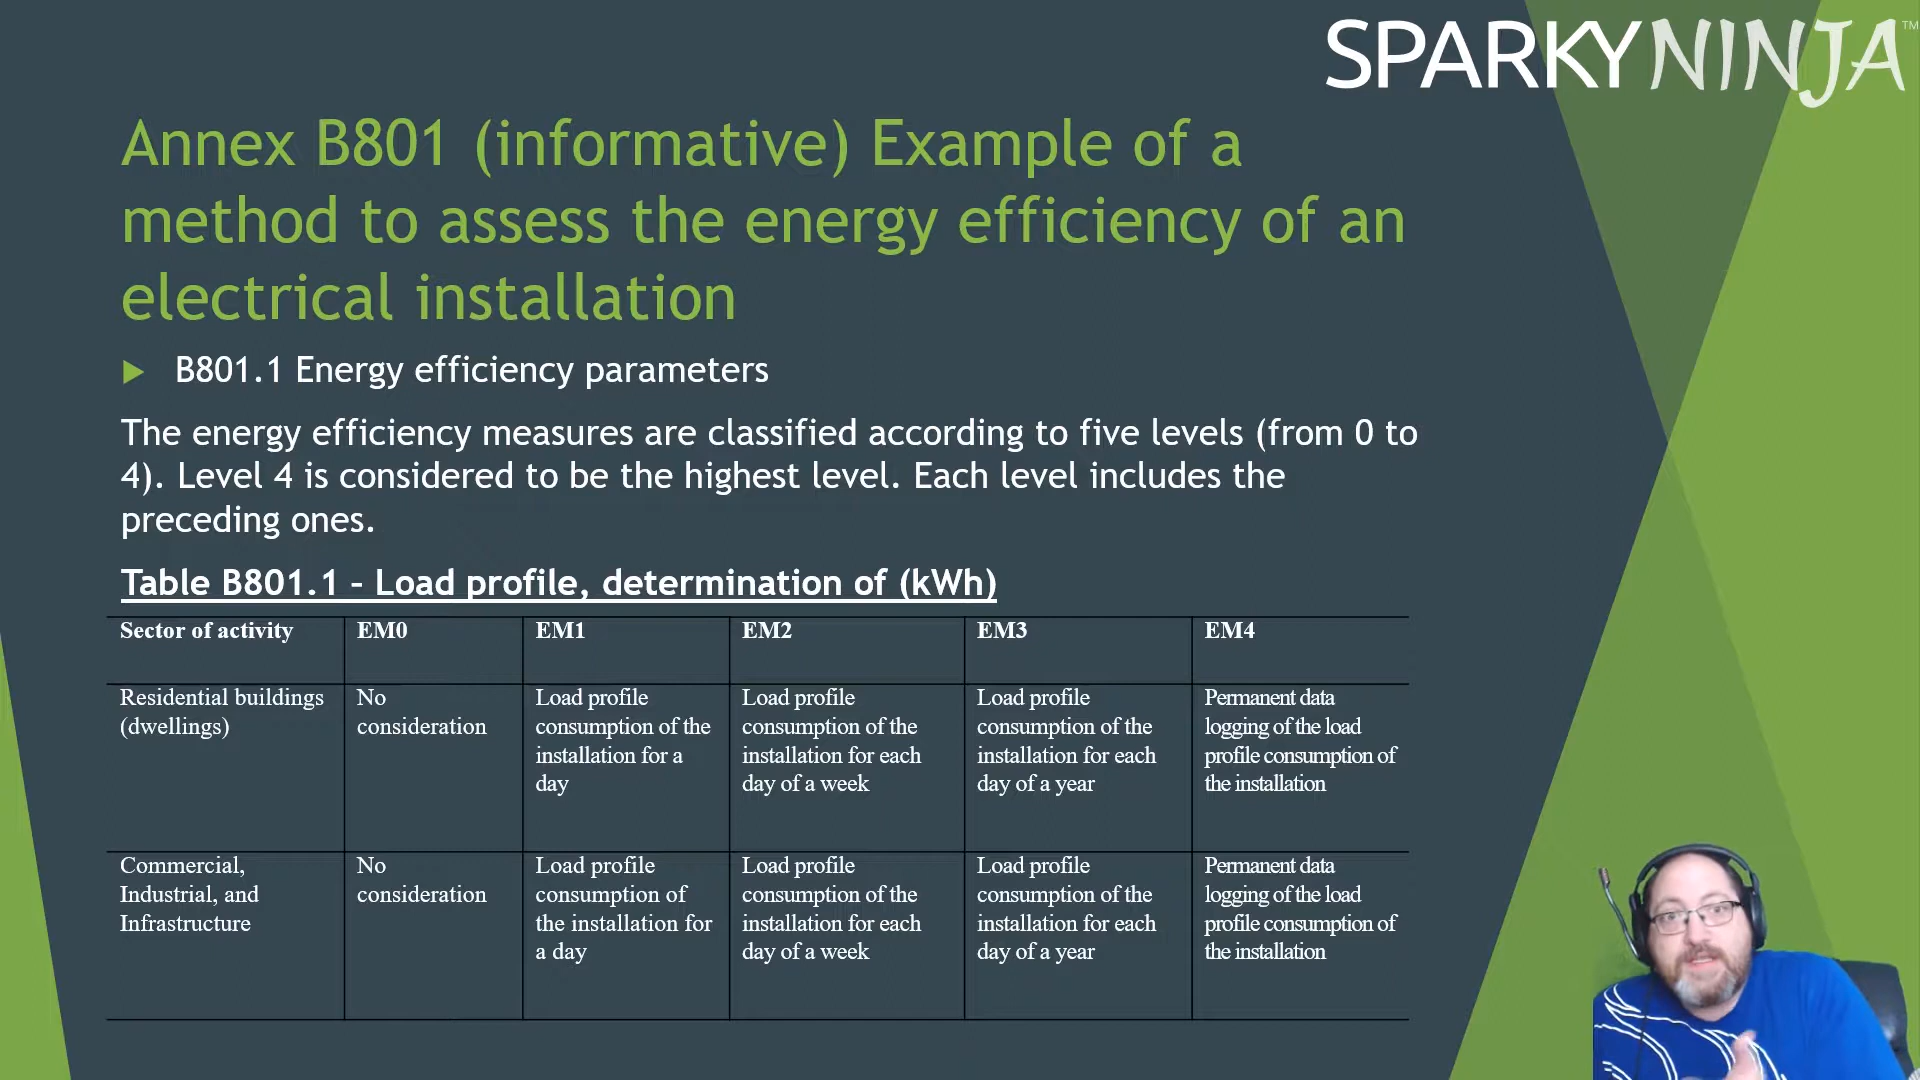 SPARKYNINJA™
Annex B801 (informative) Example of a
method to assess the energy efficiency of an
electrical installation
B801.1 Energy efficiency parameters
The energy efficiency measures are classified according to five levels (from 0 to
4). Level 4 is considered to be the highest level. Each level includes the
preceding ones.
Table B801.1 – Load profile, determination of (kWh)
Sector of activity
EM0
EM1
EM2
EM3
EM4
Residential buildings
(dwellings)
No
consideration
Load profile
consumption of the
installation for a
day
Load profile
consumption of the
installation for each
day of a week
Load profile
consumption of the
installation for each
day of a year
Permanent data
logging of the load
profile consumption of
the installation
Commercial,
Industrial, and
Infrastructure
No
consideration
Load profile
consumption of
the installation for
a day
Load profile
consumption of the
installation for each
day of a week
Load profile
consumption of the
installation for each
day of a year
Permanent data
logging of the load
profile consumption of
the installation